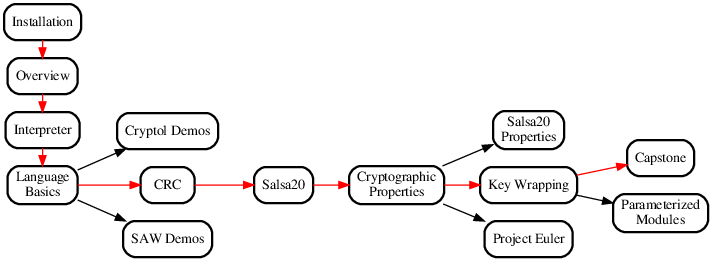 Installation
Overview
Interpreter
Language
Basics
Cryptol Demos
CRC
SAW Demos
Salsa20
Cryptographic
Properties
Salsa20
Properties
Key Wrapping
Project Euler
Capstone
Parameterized
Modules